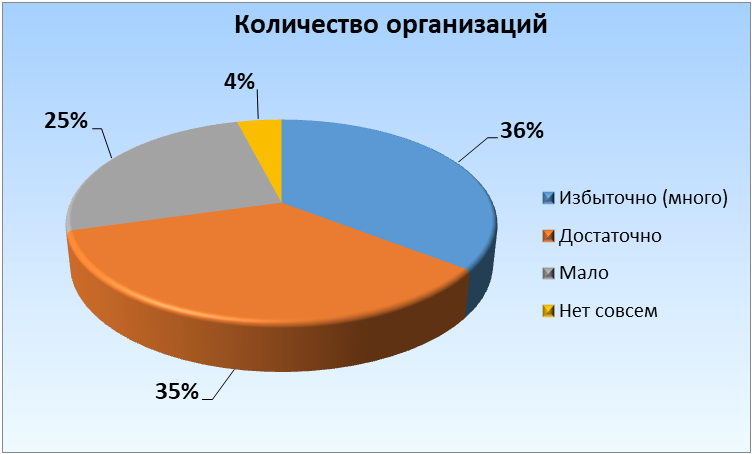 Количество организаций
4%
25%
36%
Избыточно (много)
Достаточно
Мало
Нет совсем
35%